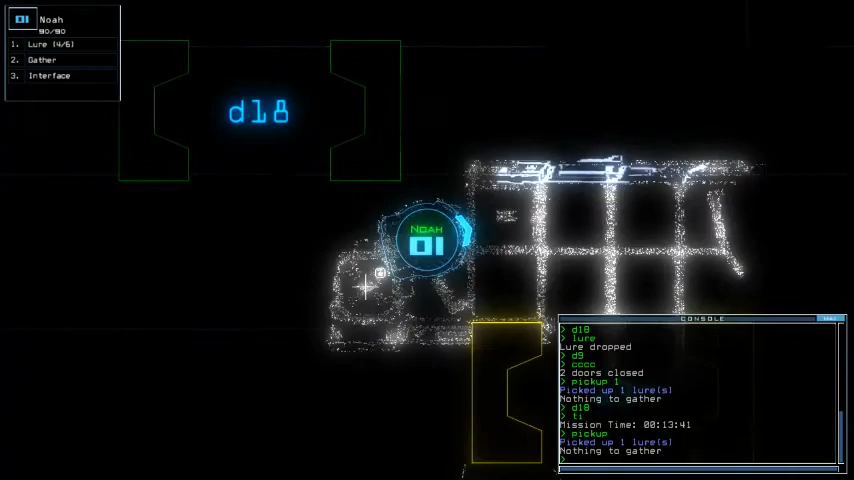 01 Noah
90/90
1. Lure (4/6)
2. Gather
3. Interface
d18
NOAH
01
CONSOLE
> d18
> lure
Lure dropped
> d9
> cccc
2 doors closed
> pickup 1
Picked up 1 lure(s)
Nothing to gather
> d18
> ti
Mission Time: 00:13:41
> pickup
Picked up 1 lure(s)
Nothing to gather
>